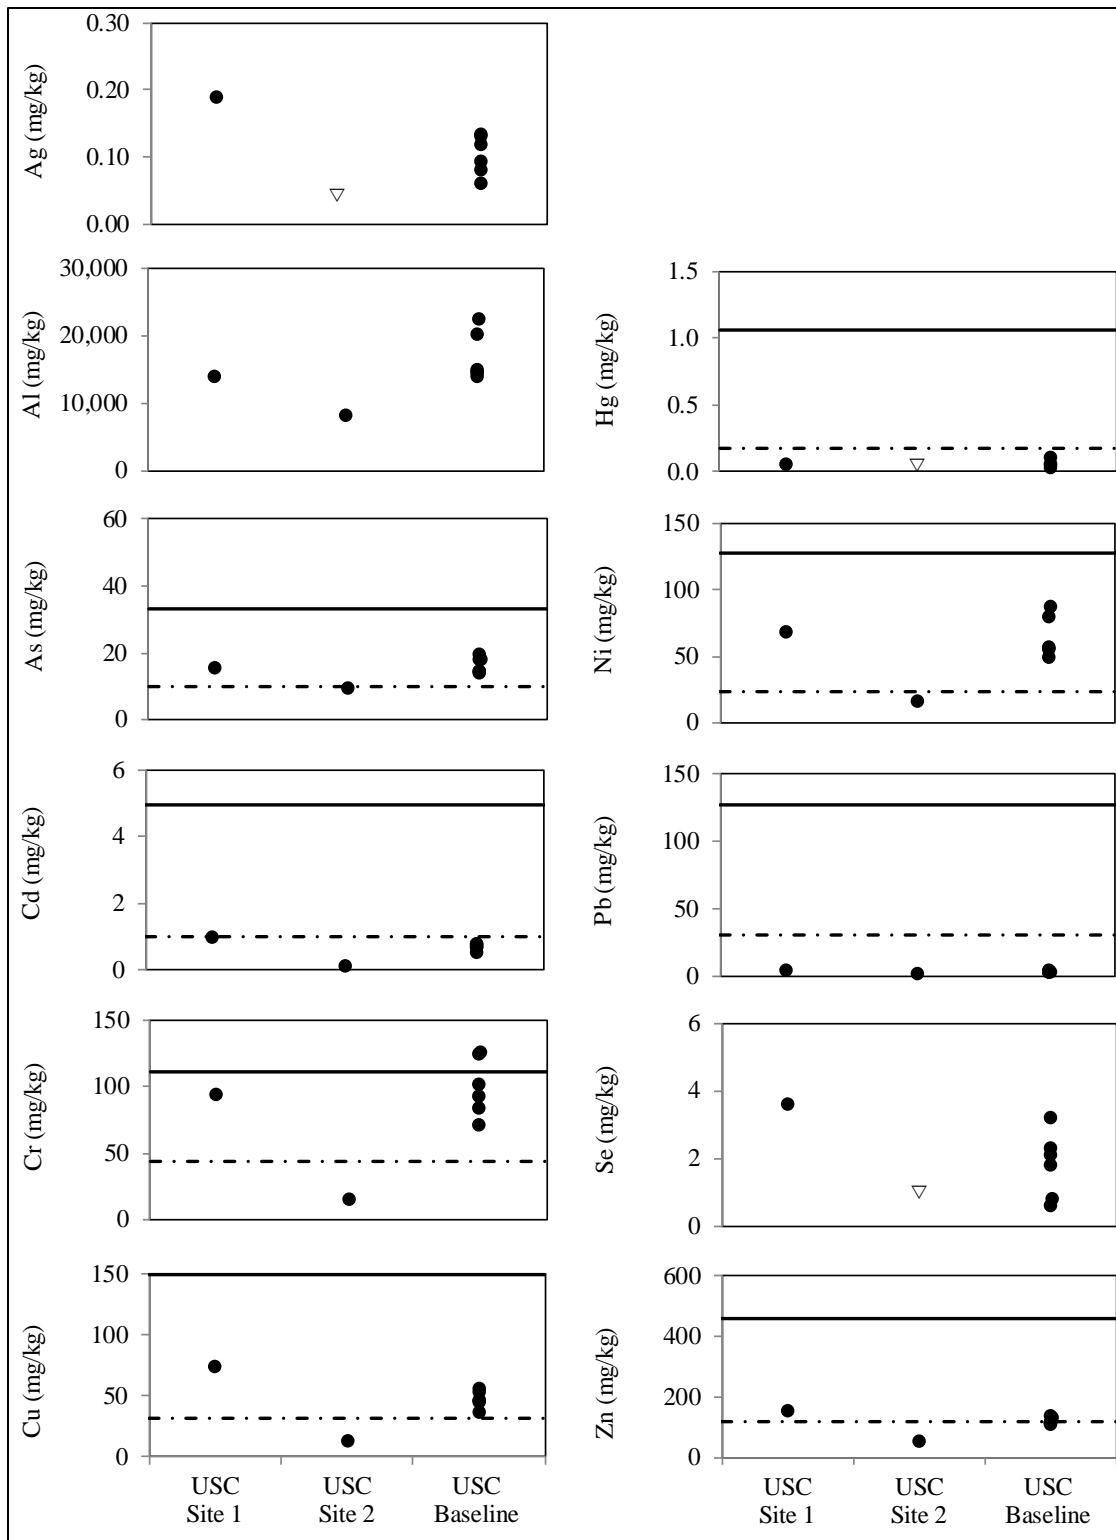 0.30
0.20
0.10
0.00
Ag (mg/kg)
30,000
20,000
10,000
0
Al (mg/kg)
60
40
20
0
As (mg/kg)
6
4
2
0
Cd (mg/kg)
150
100
50
0
Cr (mg/kg)
150
100
50
0
Cu (mg/kg)
USC
Site 1
USC
Site 2
USC
Baseline
1.5
1.0
0.5
0.0
Hg (mg/kg)
150
100
50
0
Ni (mg/kg)
150
100
50
0
Pb (mg/kg)
6
4
2
0
Se (mg/kg)
600
400
200
0
Zn (mg/kg)
USC
Site 1
USC
Site 2
USC
Baseline